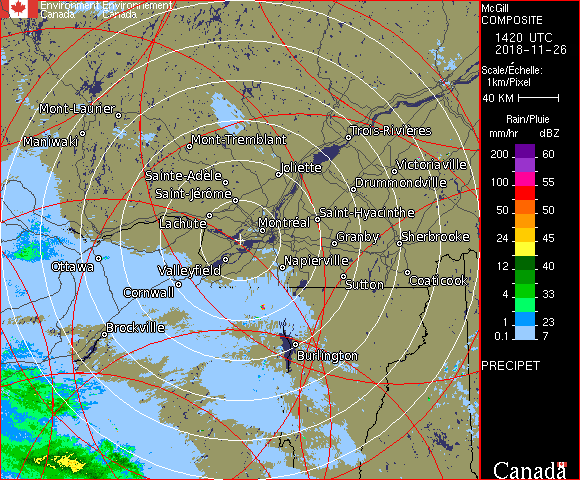 Environment Environnement
Canada Canada
McGill
COMPOSITE
1420 UTC
2018-11-26
Scale/Échelle:
1km/Pixel
40 KM
Rain/Pluie
mm/hr dBZ
200 60
155
100 55
50 50
24 45
12 40
4 33
1 23
0.1 7
PRECIPET
Mont-Laurier
Maniwaki
Mont-Tremblant
Trois-Rivières
Joliette
Victoriaville
Sainte-Adèle
Drummondville
Saint-Jérôme
Saint-Hyacinthe
Lachute
Montréal
Granby
Sherbrooke
Ottawa
Valleyfield
Napierville
Cornwall
Sutton
Coaticook
Brockville
Burlington
Canada